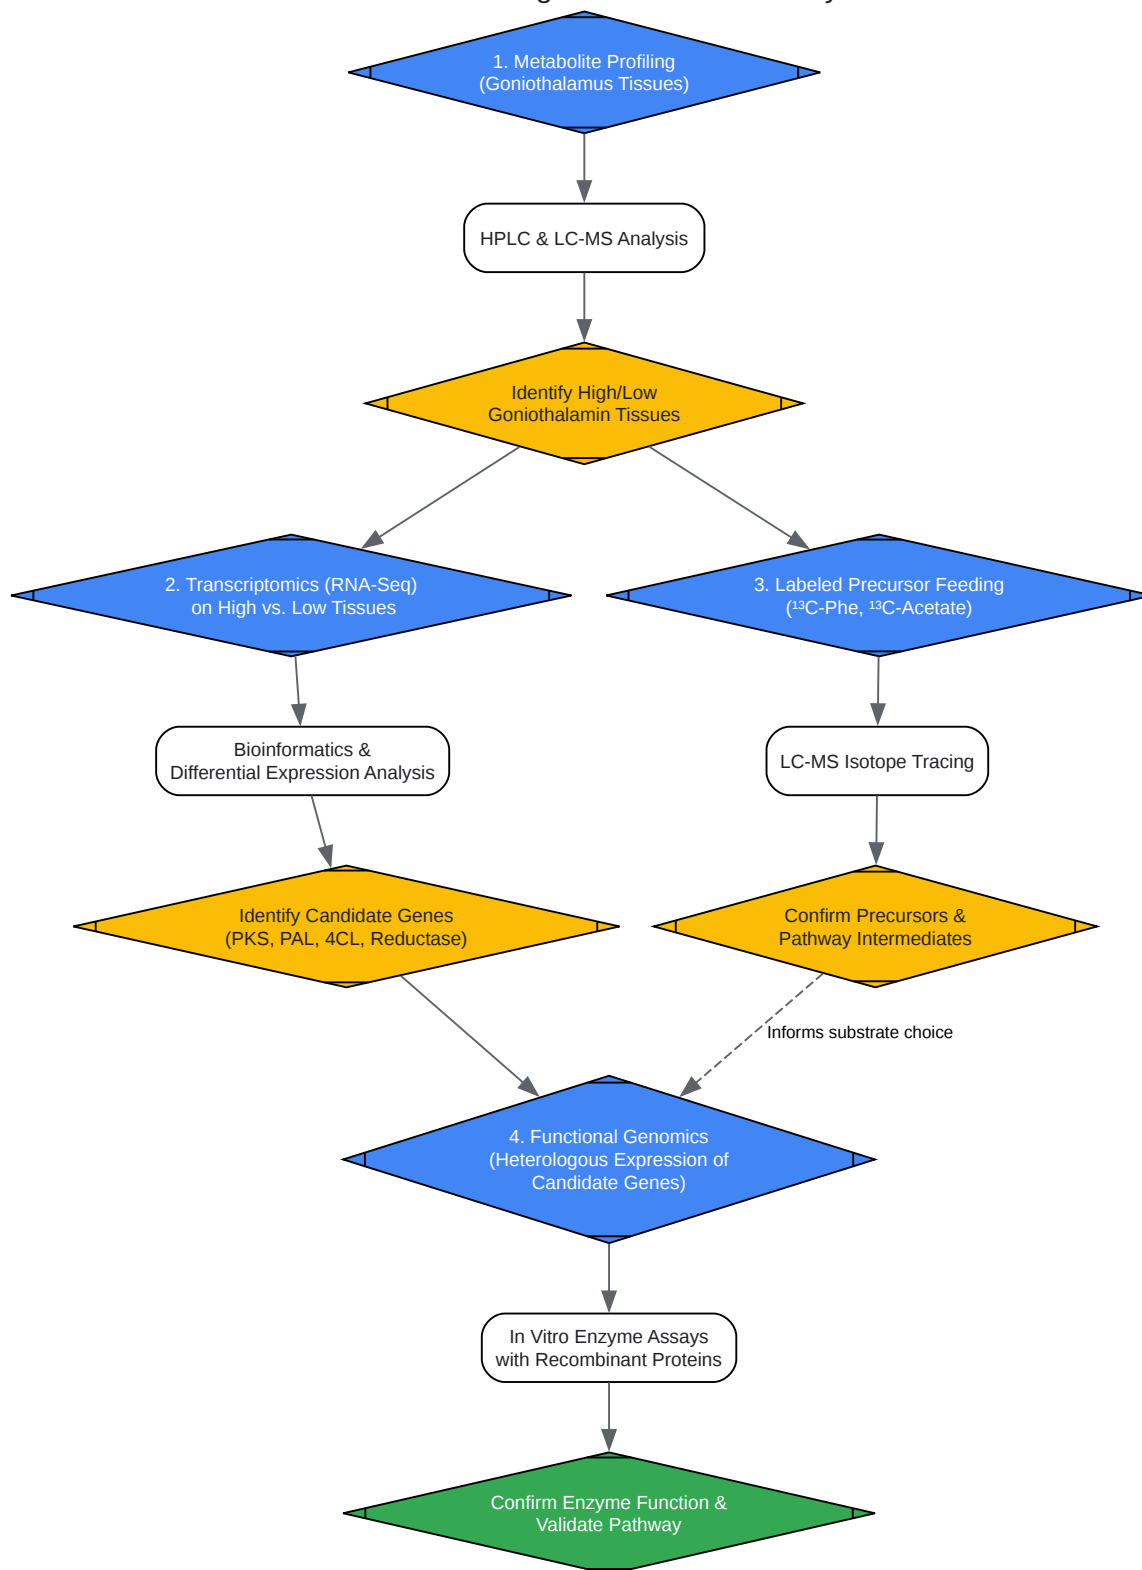 1. Metabolite Profiling
(Goniothalamus Tissues)
HPLC & LC-MS Analysis
Identify High/Low
Goniothalamin Tissues
2. Transcriptomics (RNA-Seq)
on High vs. Low Tissues
3. Labeled Precursor Feeding
(¹³C-Phe, ¹³C-Acetate)
Bioinformatics &
Differential Expression Analysis
LC-MS Isotope Tracing
Identify Candidate Genes
(PKS, PAL, 4CL, Reductase)
Confirm Precursors &
Pathway Intermediates
Informs substrate choice
4. Functional Genomics
(Heterologous Expression of
Candidate Genes)
In Vitro Enzyme Assays
with Recombinant Proteins
Confirm Enzyme Function &
Validate Pathway